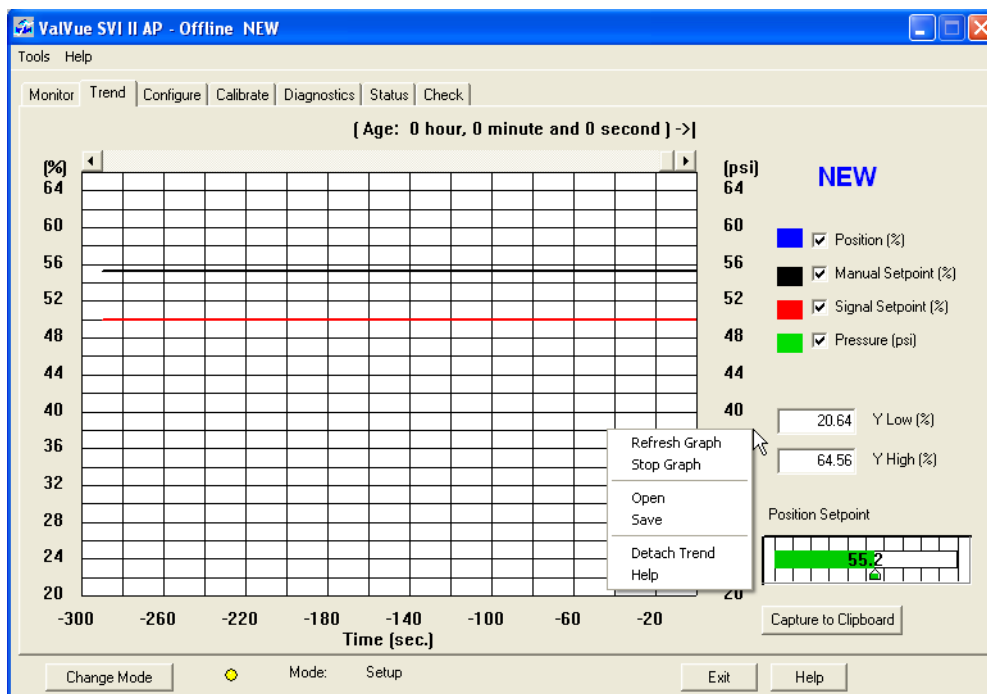 ValVue SVI II AP - Offline NEW
Tools Help
Monitor Trend Configure Calibrate Diagnostics Status Check
( Age: 0 hour, 0 minute and 0 second ) ->|
(%)
64
60
56
52
48
44
40
36
32
28
24
20
(psi)
64
60
56
52
48
44
40
20
-300 -260 -220 -180 -140 -100 -60 -20
Time (sec.)
Refresh Graph
Stop Graph
Open
Save
Detach Trend
Help
NEW
Position (%)
Manual Setpoint (%)
Signal Setpoint (%)
Pressure (psi)
20.64 Y Low (%)
64.56 Y High (%)
Position Setpoint
55.2
Capture to Clipboard
Change Mode Mode: Setup Exit Help